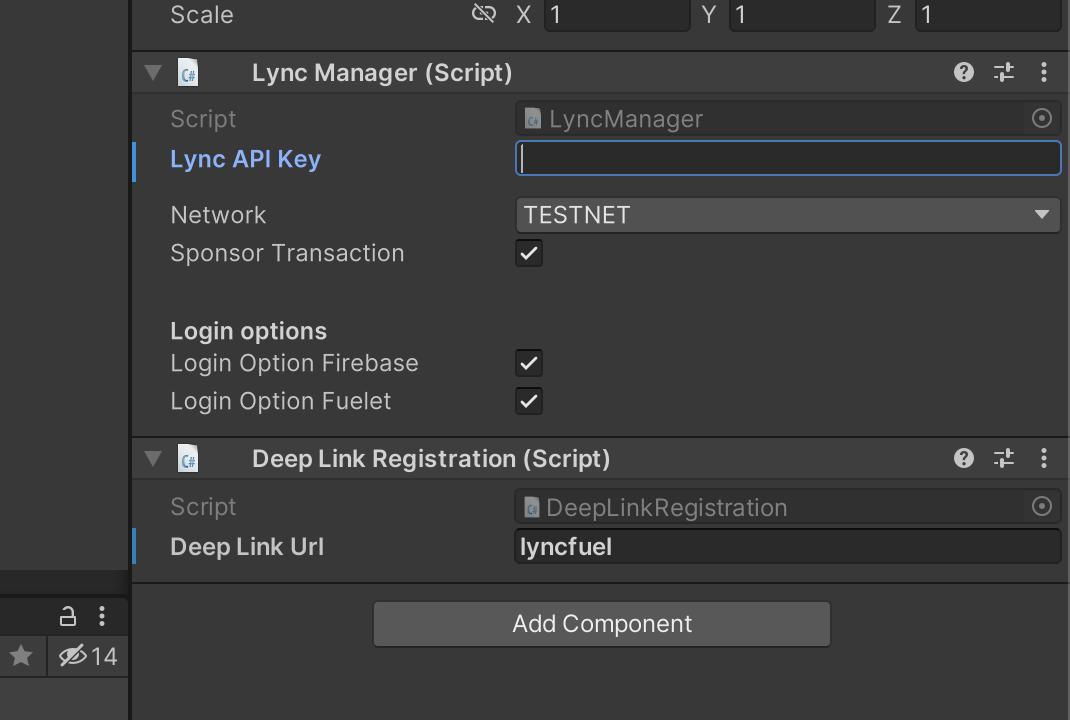 Scale X 1 Y 1 Z 1
C# Lync Manager (Script) ?
Script C# LyncManager
Lync API Key
Network TESTNET
Sponsor Transaction
Login options
Login Option Firebase
Login Option Fuelet
C# Deep Link Registration (Script) ?
Script C# DeepLinkRegistration
Deep Link Url lyncfuel
Add Component
14